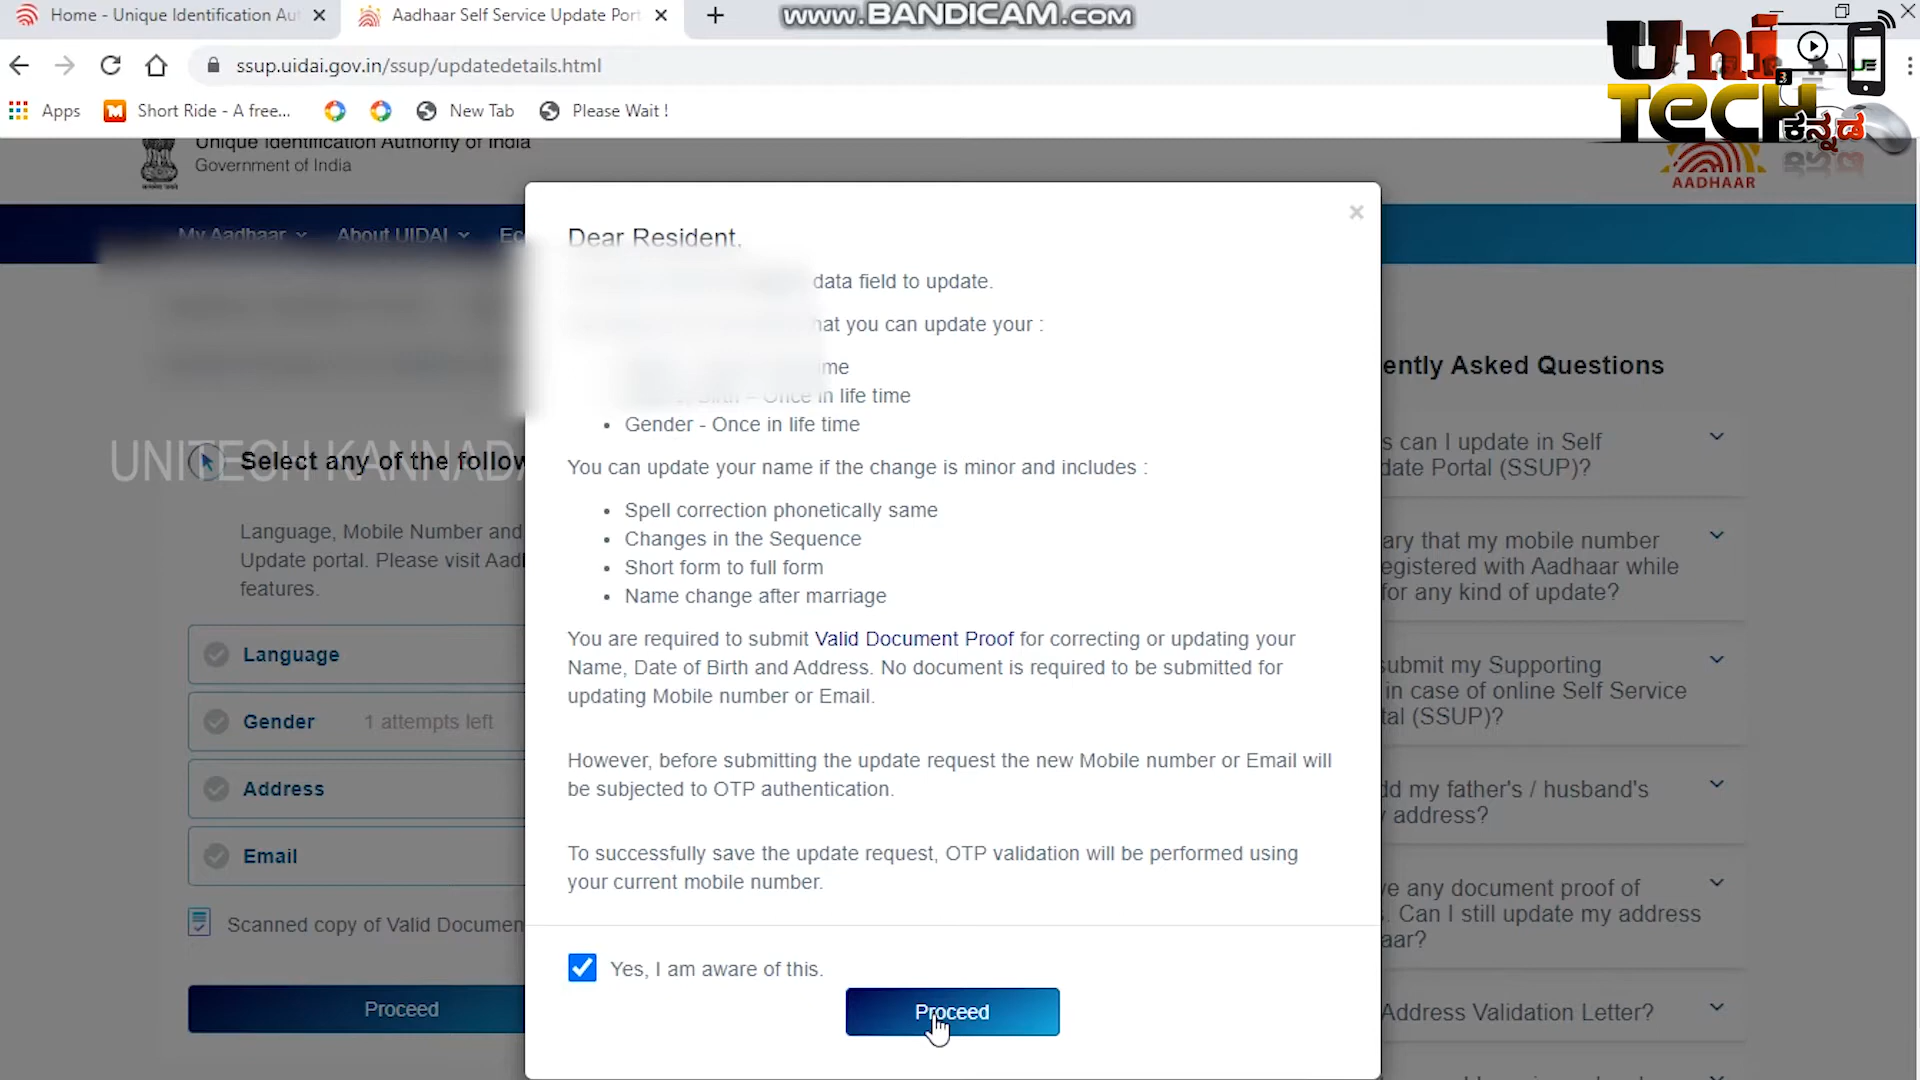 Home - Unique Identification Aut
Aadhaar Self Service Update Port
www.BANDICAM.com
ssup.uidai.gov.in/ssup/updatedetails.html
Uni
TECH
ಕನ್ನಡ
Apps
Short Ride - A free...
New Tab
Please Wait !
Unique Identification Authority of India
Government of India
AADHAAR
My Aadhaar
About UIDAI
Ec
Dear Resident,
data field to update.
hat you can update your :
me
Birth – Once in life time
• Gender - Once in life time
You can update your name if the change is minor and includes :
• Spell correction phonetically same
• Changes in the Sequence
• Short form to full form
• Name change after marriage
You are required to submit Valid Document Proof for correcting or updating your
Name, Date of Birth and Address. No document is required to be submitted for
updating Mobile number or Email.
However, before submitting the update request the new Mobile number or Email will
be subjected to OTP authentication.
To successfully save the update request, OTP validation will be performed using
your current mobile number.
Yes, I am aware of this.
Proceed
UNITECH KANNADA
Select any of the follow
Language, Mobile Number and
Update portal. Please visit Aad
features.
Language
Gender 1 attempts left
Address
Email
Scanned copy of Valid Documen
Proceed
ently Asked Questions
s can I update in Self
date Portal (SSUP)?
ary that my mobile number
egistered with Aadhaar while
for any kind of update?
submit my Supporting
in case of online Self Service
tal (SSUP)?
dd my father's / husband's
address?
ve any document proof of
. Can I still update my address
aar?
Address Validation Letter?